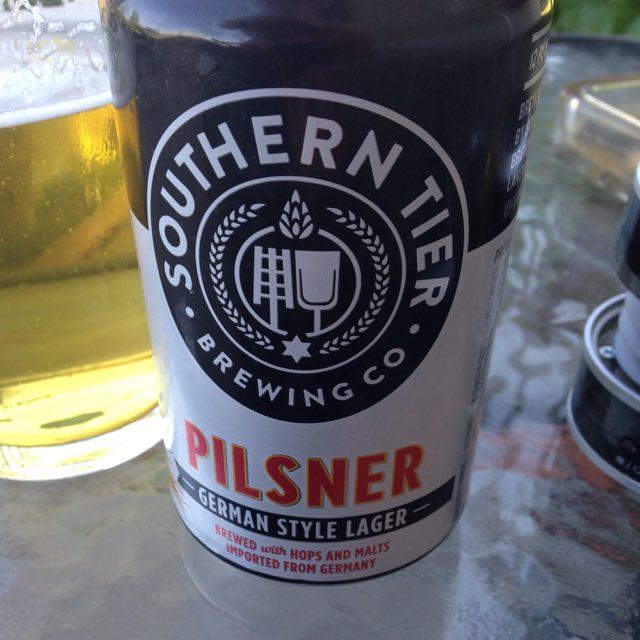 SOUTHERN TIER
BREWING CO
PILSNER
GERMAN STYLE LAGER
BREWED with HOPS AND MALTS
IMPORTED FROM GERMANY